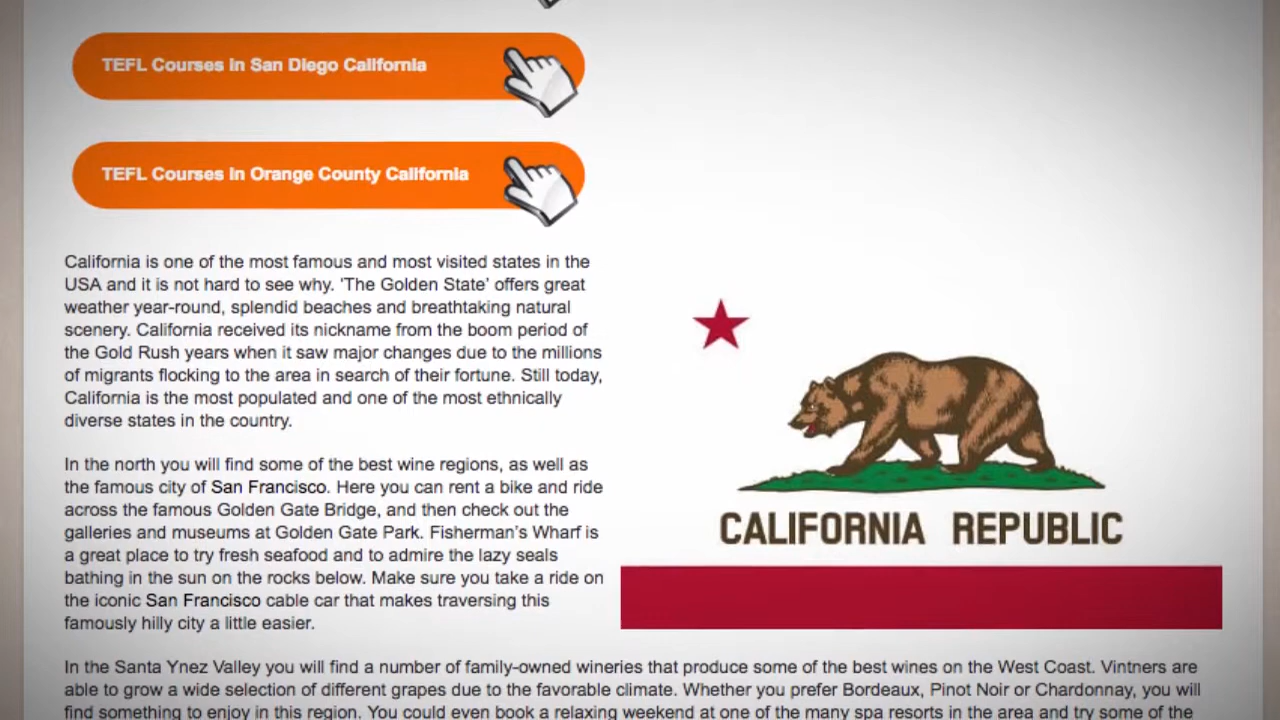 TEFL Courses in San Diego California
TEFL Courses in Orange County California
California is one of the most famous and most visited states in the
USA and it is not hard to see why. 'The Golden State’ offers great
weather year-round, splendid beaches and breathtaking natural
scenery. California received its nickname from the boom period of
the Gold Rush years when it saw major changes due to the millions
of migrants flocking to the area in search of their fortune. Still today,
California is the most populated and one of the most ethnically
diverse states in the country.
In the north you will find some of the best wine regions, as well as
the famous city of San Francisco. Here you can rent a bike and ride
across the famous Golden Gate Bridge, and then check out the
galleries and museums at Golden Gate Park. Fisherman’s Wharf is
a great place to try fresh seafood and to admire the lazy seals
bathing in the sun on the rocks below. Make sure you take a ride on
the iconic San Francisco cable car that makes traversing this
famously hilly city a little easier.
CALIFORNIA REPUBLIC
In the Santa Ynez Valley you will find a number of family-owned wineries that produce some of the best wines on the West Coast. Vintners are
able to grow a wide selection of different grapes due to the favorable climate. Whether you prefer Bordeaux, Pinot Noir or Chardonnay, you will
find something to enjoy in this region. You could even book a relaxing weekend at one of the many spa resorts in the area and try some of the